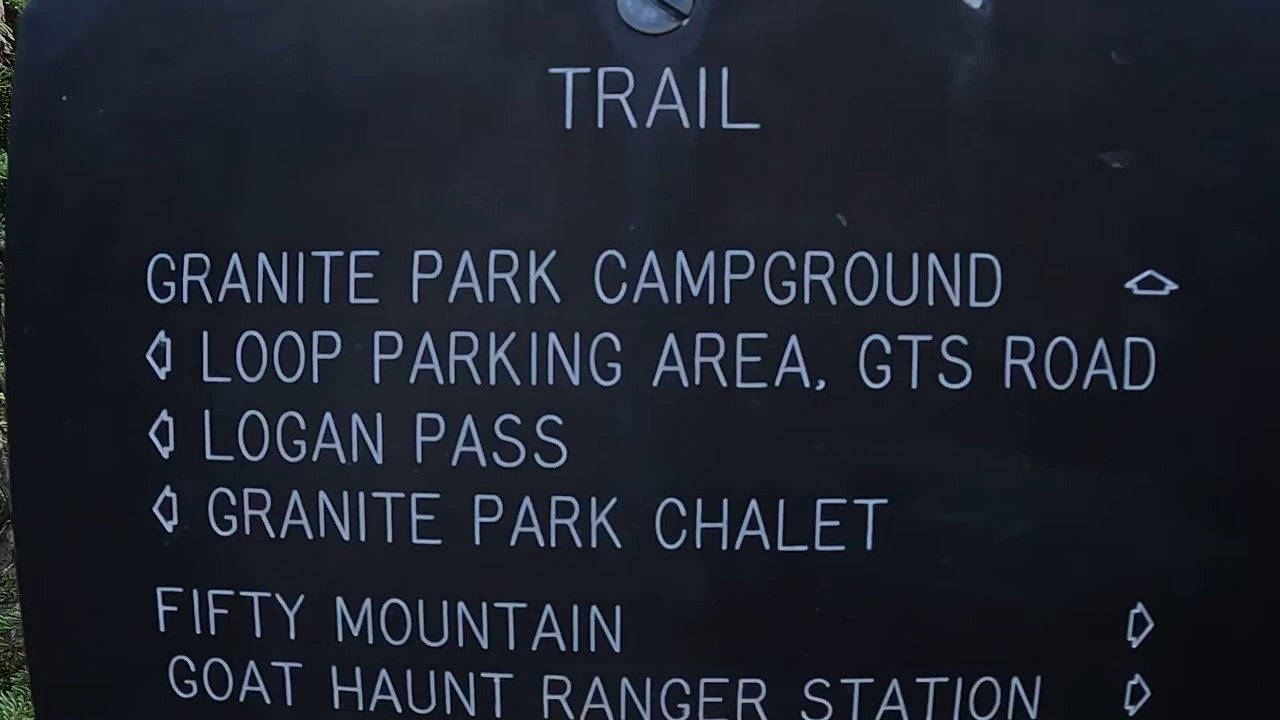 TRAIL
GRANITE PARK CAMPGROUND
LOOP PARKING AREA, GTS ROAD
LOGAN PASS
GRANITE PARK CHALET
FIFTY MOUNTAIN
GOAT HAUNT RANGER STATION